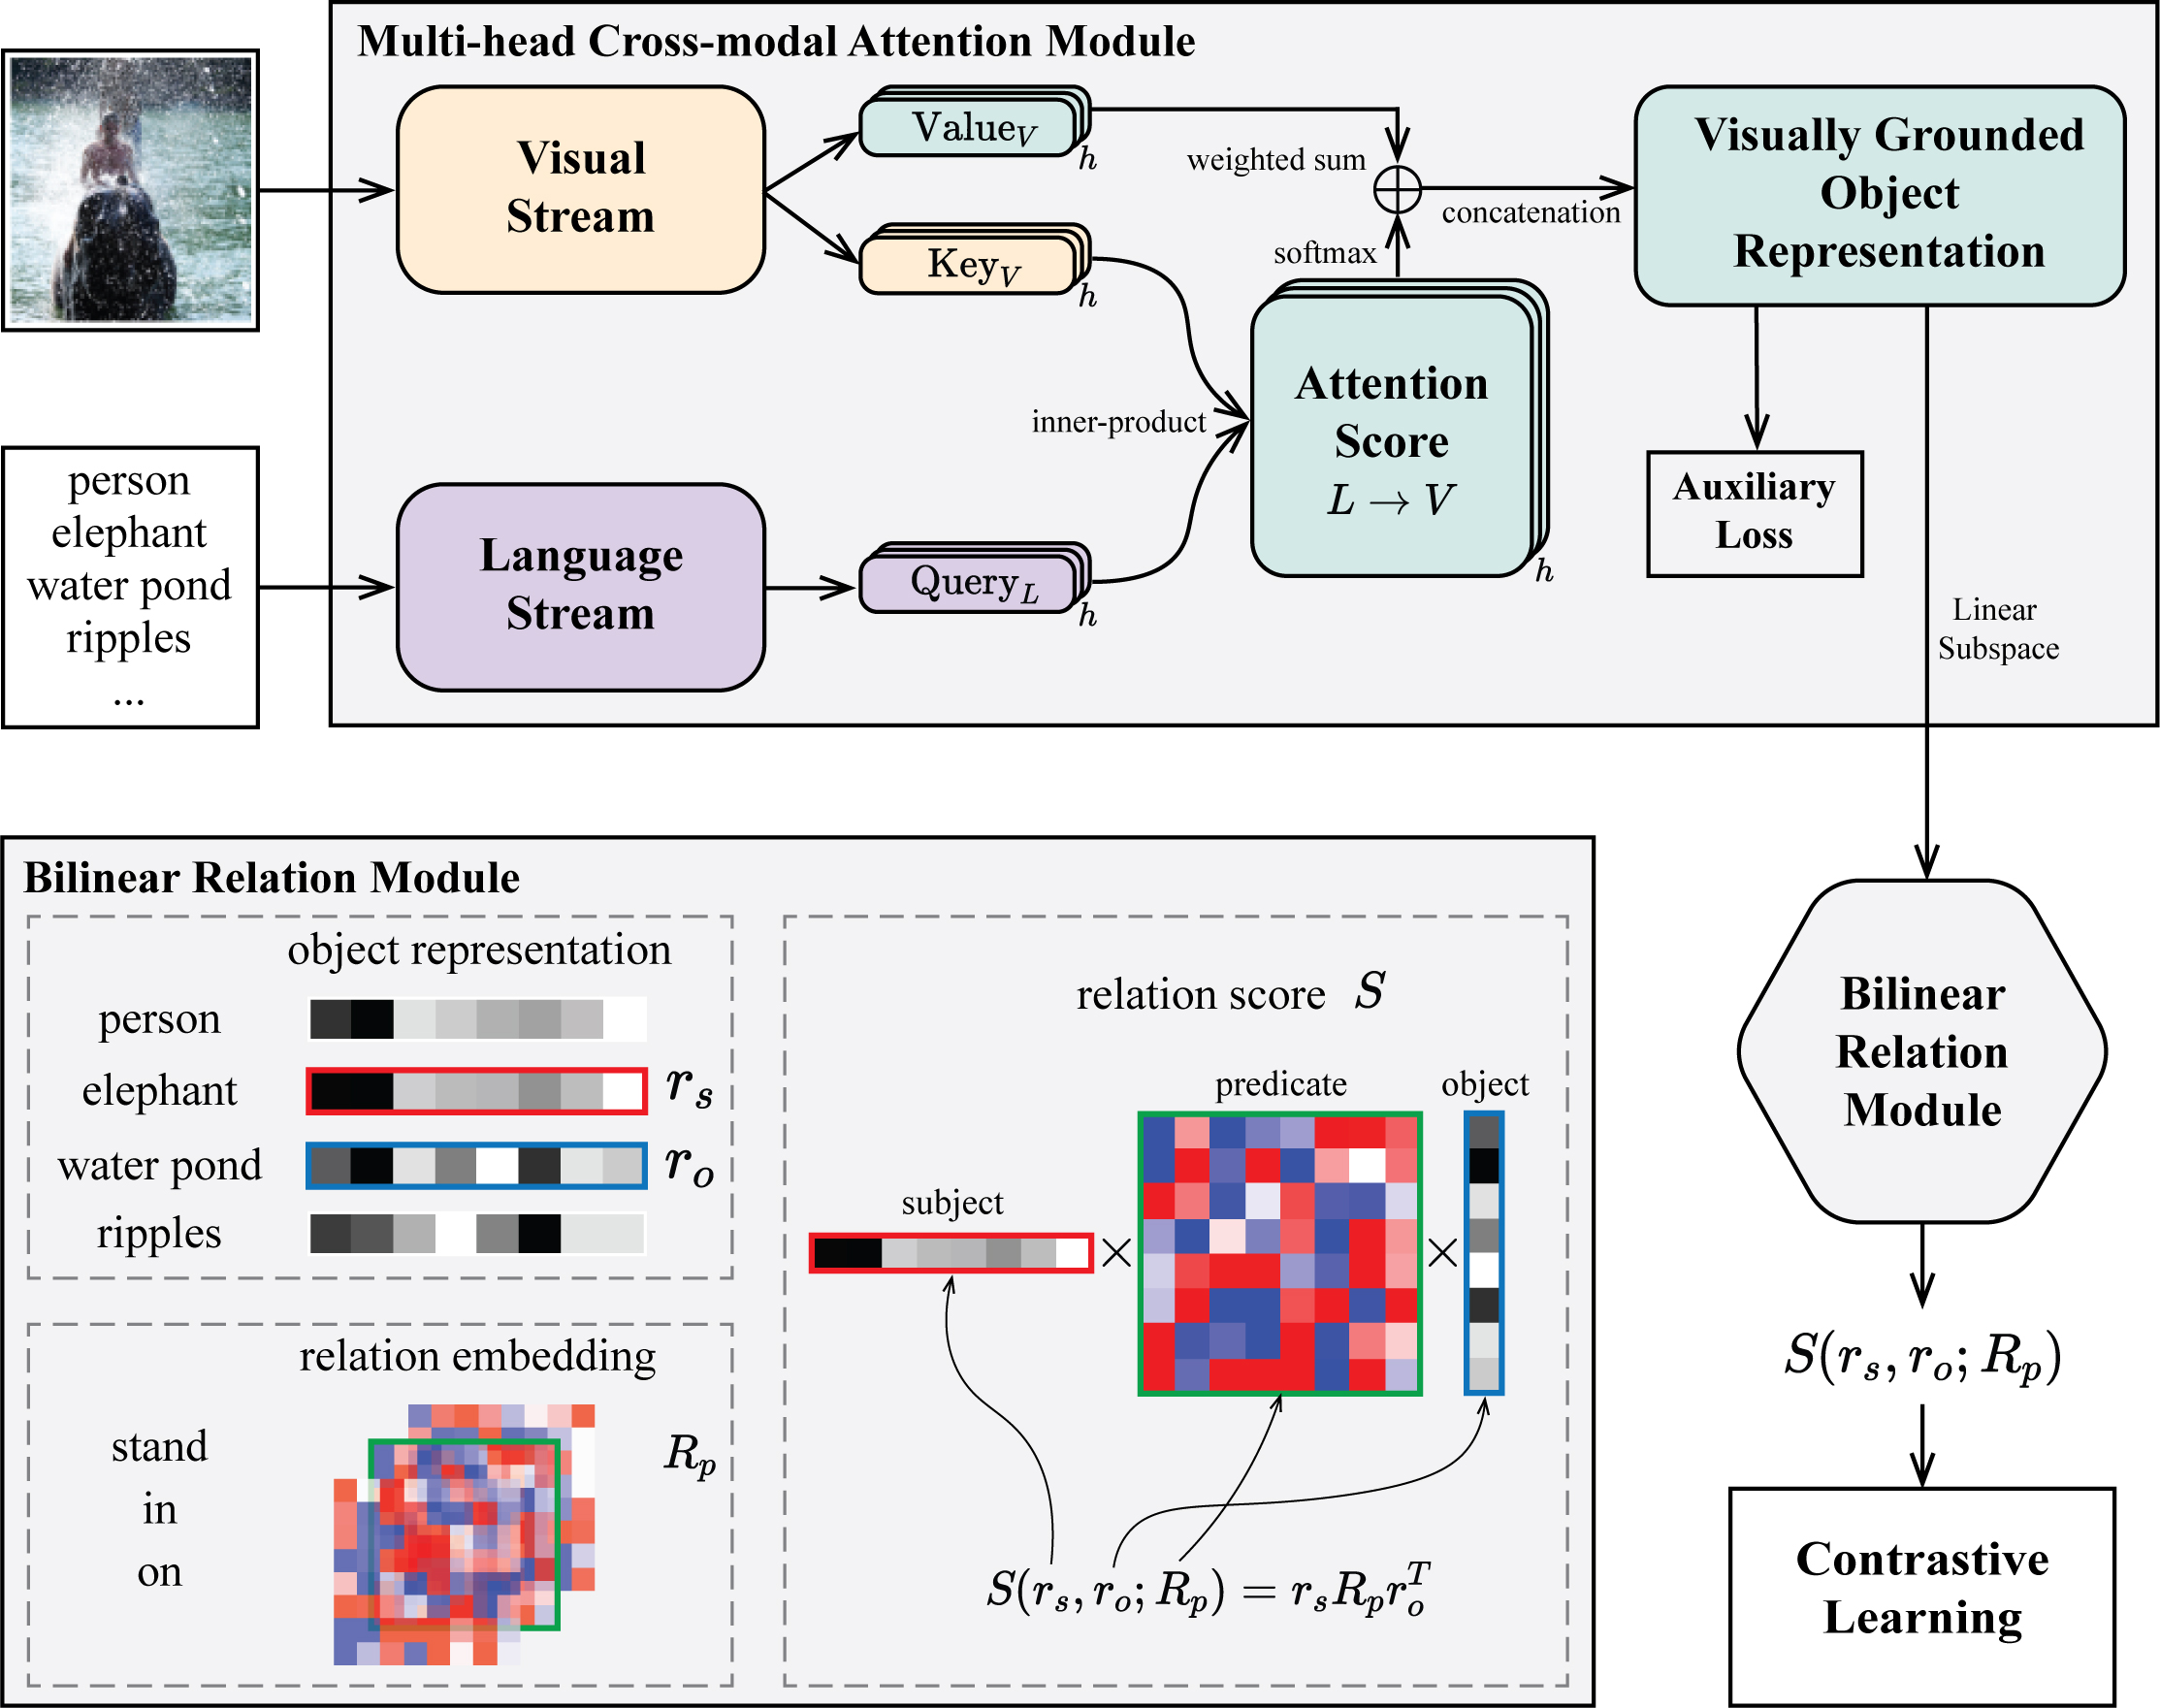 Multi-head Cross-modal Attention Module
Visual
Stream
Value_V
h
Key_V
h
weighted sum
concatenation
softmax
Visually Grounded
Object
Representation
inner-product
Attention
Score
L → V
h
Auxiliary
Loss
person
elephant
water pond
ripples
...
Language
Stream
Query_L
h
Linear
Subspace
Bilinear Relation Module
object representation
person
elephant
r_s
water pond
r_o
ripples
relation embedding
stand
in
on
R_p
relation score S
predicate
object
subject
×
×
S(r_s, r_o; R_p) = r_s R_p r_o^T
Bilinear
Relation
Module
S(r_s, r_o; R_p)
Contrastive
Learning